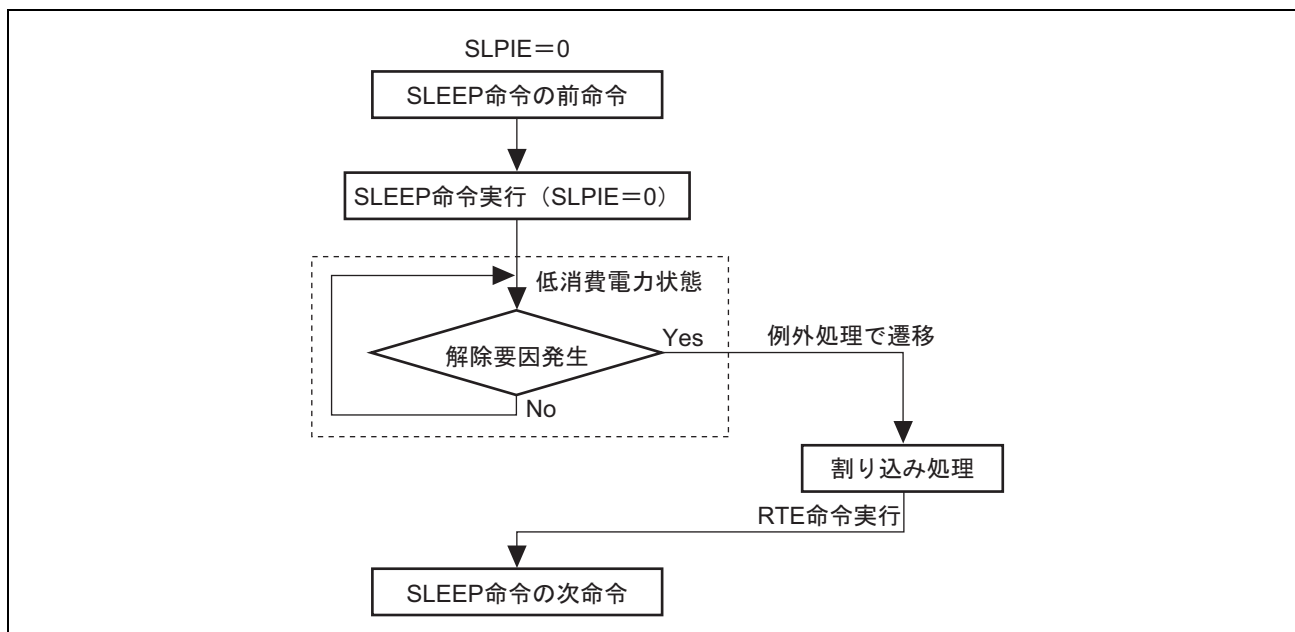 SLPIE=0
SLEEP命令の前命令
SLEEP命令実行（SLPIE=0）
低消費電力状態
解除要因発生
Yes
例外処理で遷移
No
割り込み処理
RTE命令実行
SLEEP命令の次命令